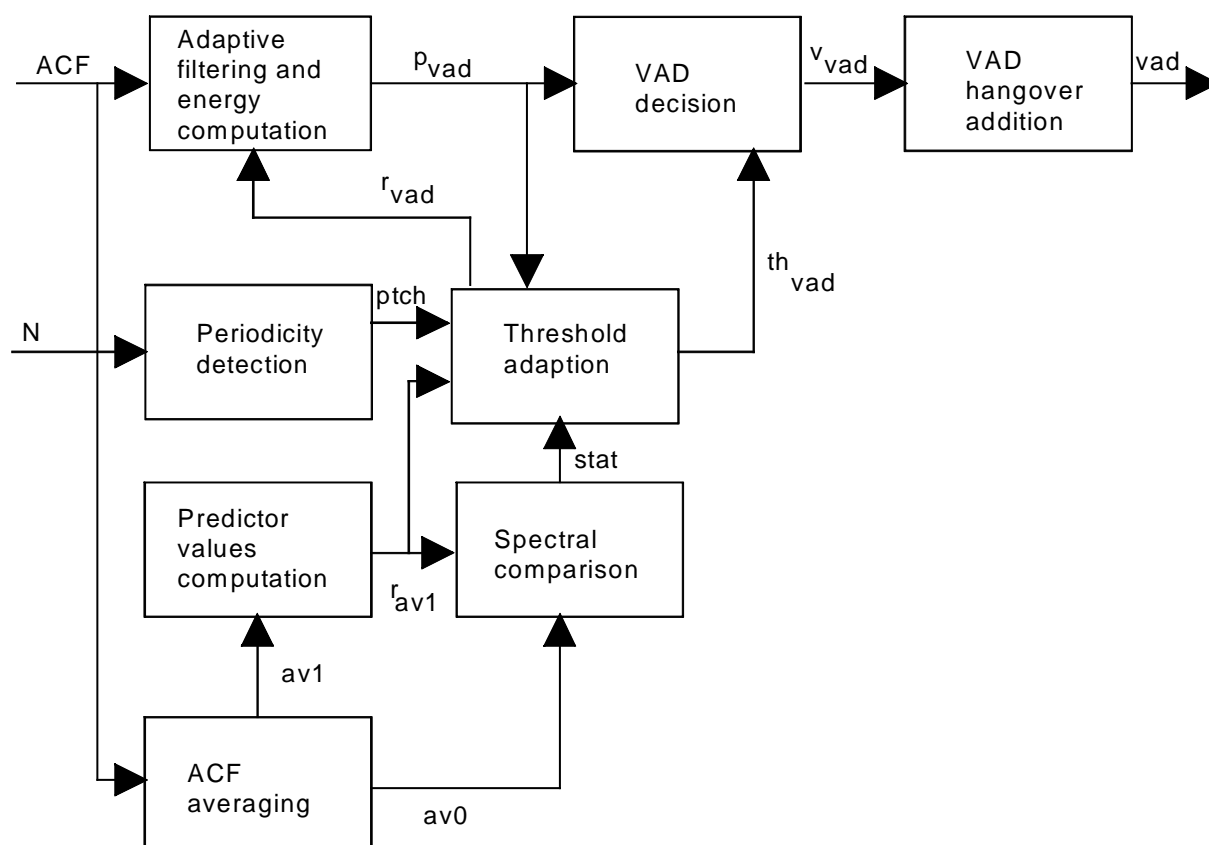 ACF
Adaptive
filtering and
energy
computation
p vad
VAD
decision
v vad
VAD
hangover
addition
vad
r vad
th vad
N
Periodicity
detection
ptch
Threshold
adaption
stat
Predictor
values
computation
r av1
Spectral
comparison
av1
ACF
averaging
av0